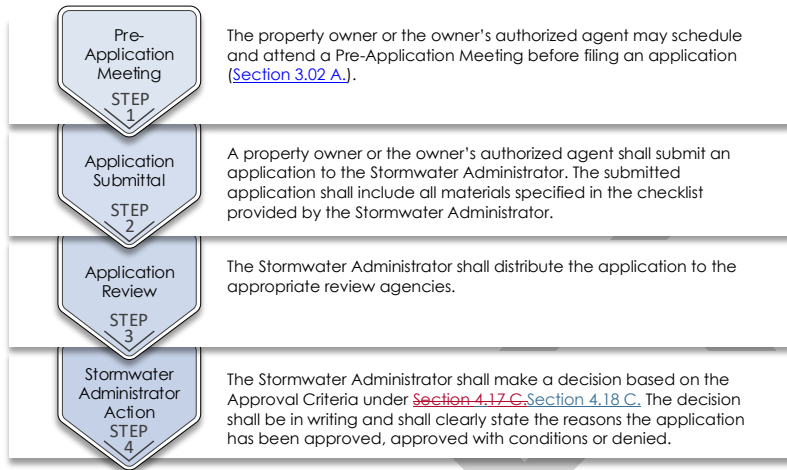 Pre-
Application
Meeting
STEP
1
The property owner or the owner's authorized agent may schedule
and attend a Pre-Application Meeting before filing an application
(Section 3.02 A.).
Application
Submittal
STEP
2
A property owner or the owner's authorized agent shall submit an
application to the Stormwater Administrator. The submitted
application shall include all materials specified in the checklist
provided by the Stormwater Administrator.
Application
Review
STEP
3
The Stormwater Administrator shall distribute the application to the
appropriate review agencies.
Stormwater
Administrator
Action
STEP
4
The Stormwater Administrator shall make a decision based on the
Approval Criteria under Section 4.17 C.Section 4.18 C. The decision
shall be in writing and shall clearly state the reasons the application
has been approved, approved with conditions or denied.